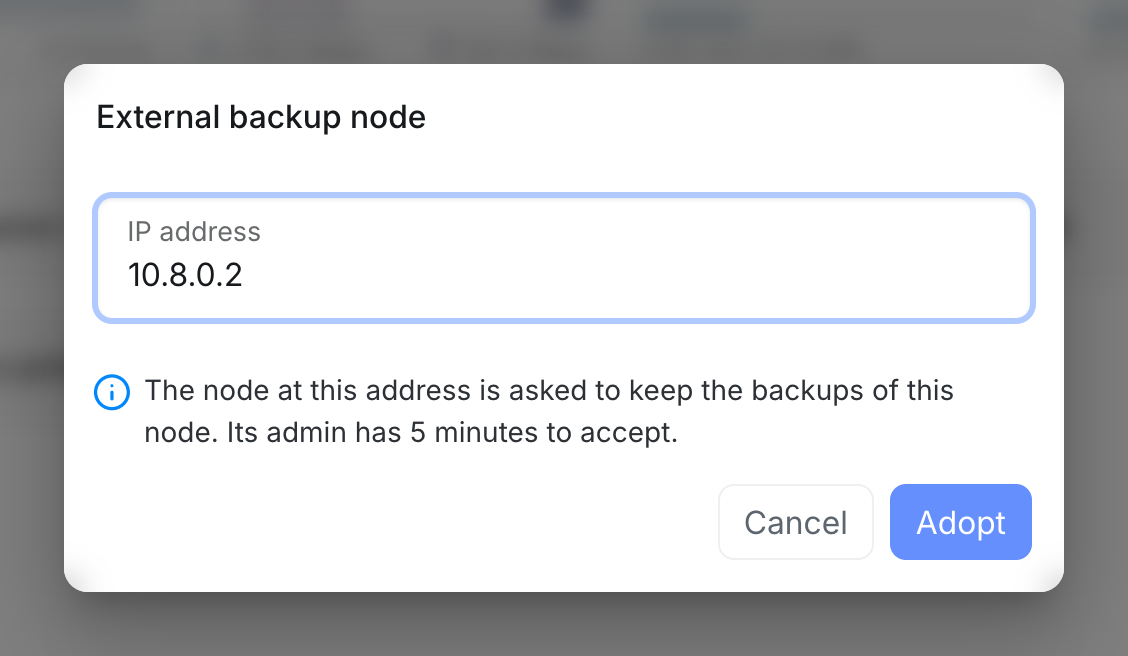 External backup node
IP address
10.8.0.2
The node at this address is asked to keep the backups of this
node. Its admin has 5 minutes to accept.
Cancel
Adopt